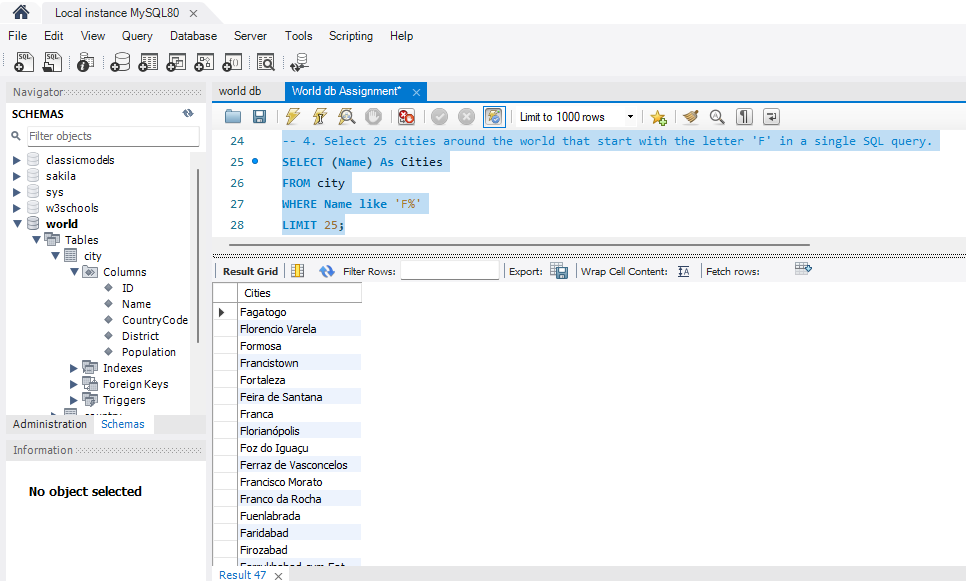 Local instance MySQL80
File Edit View Query Database Server Tools Scripting Help
Navigator
SCHEMAS
Filter objects
classicmodels
sakila
sys
w3schools
world
Tables
city
Columns
ID
Name
CountryCode
District
Population
Indexes
Foreign Keys
Triggers
country
Administration Schemas
Information
No object selected
world db
World db Assignment*
Limit to 1000 rows
24 -- 4. Select 25 cities around the world that start with the letter 'F' in a single SQL query.
25 SELECT (Name) As Cities
26 FROM city
27 WHERE Name like 'F%'
28 LIMIT 25;
Result Grid Filter Rows: Export: Wrap Cell Content: Fetch rows:
Cities
Fagatogo
Florencio Varela
Formosa
Francistown
Fortaleza
Feira de Santana
Franca
Florianópolis
Foz do Iguaçu
Ferraz de Vasconcelos
Francisco Morato
Franco da Rocha
Fuenlabrada
Faridabad
Firozabad
Result 47